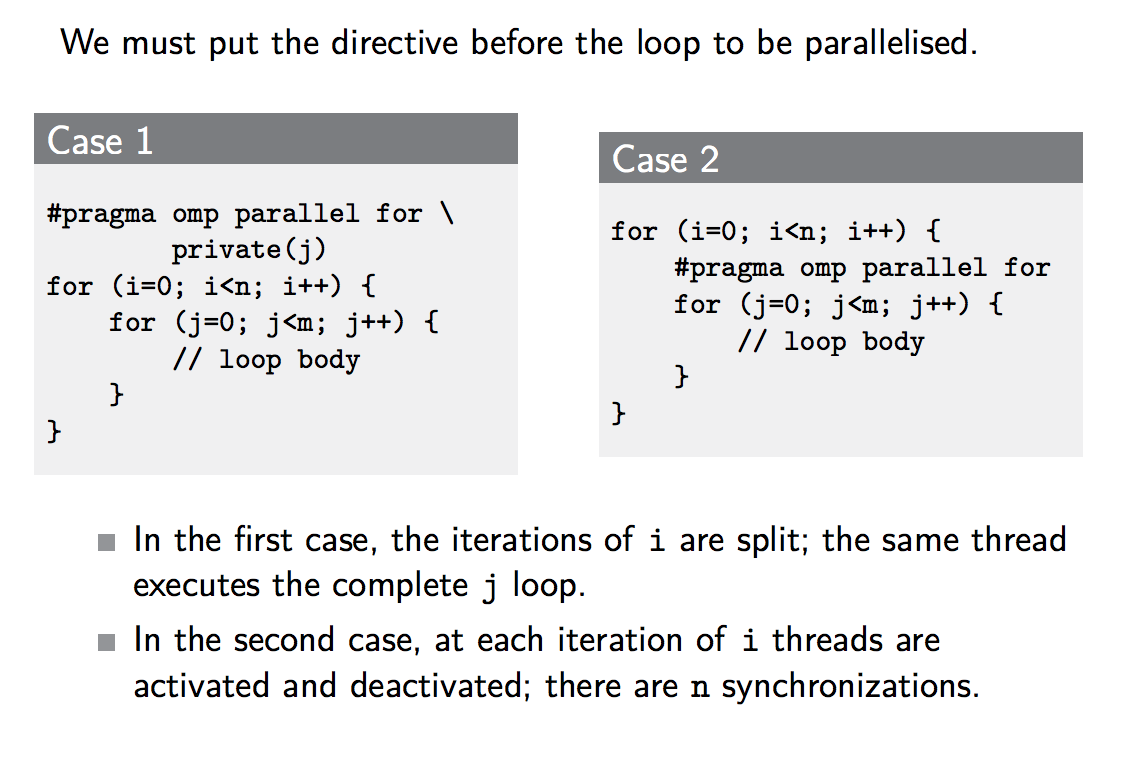 We must put the directive before the loop to be parallelised.
Case 1
#pragma omp parallel for \
        private(j)
for (i=0; i<n; i++) {
    for (j=0; j<m; j++) {
        // loop body
    }
}
Case 2
for (i=0; i<n; i++) {
    #pragma omp parallel for
    for (j=0; j<m; j++) {
        // loop body
    }
}
In the first case, the iterations of i are split; the same thread
executes the complete j loop.
In the second case, at each iteration of i threads are
activated and deactivated; there are n synchronizations.